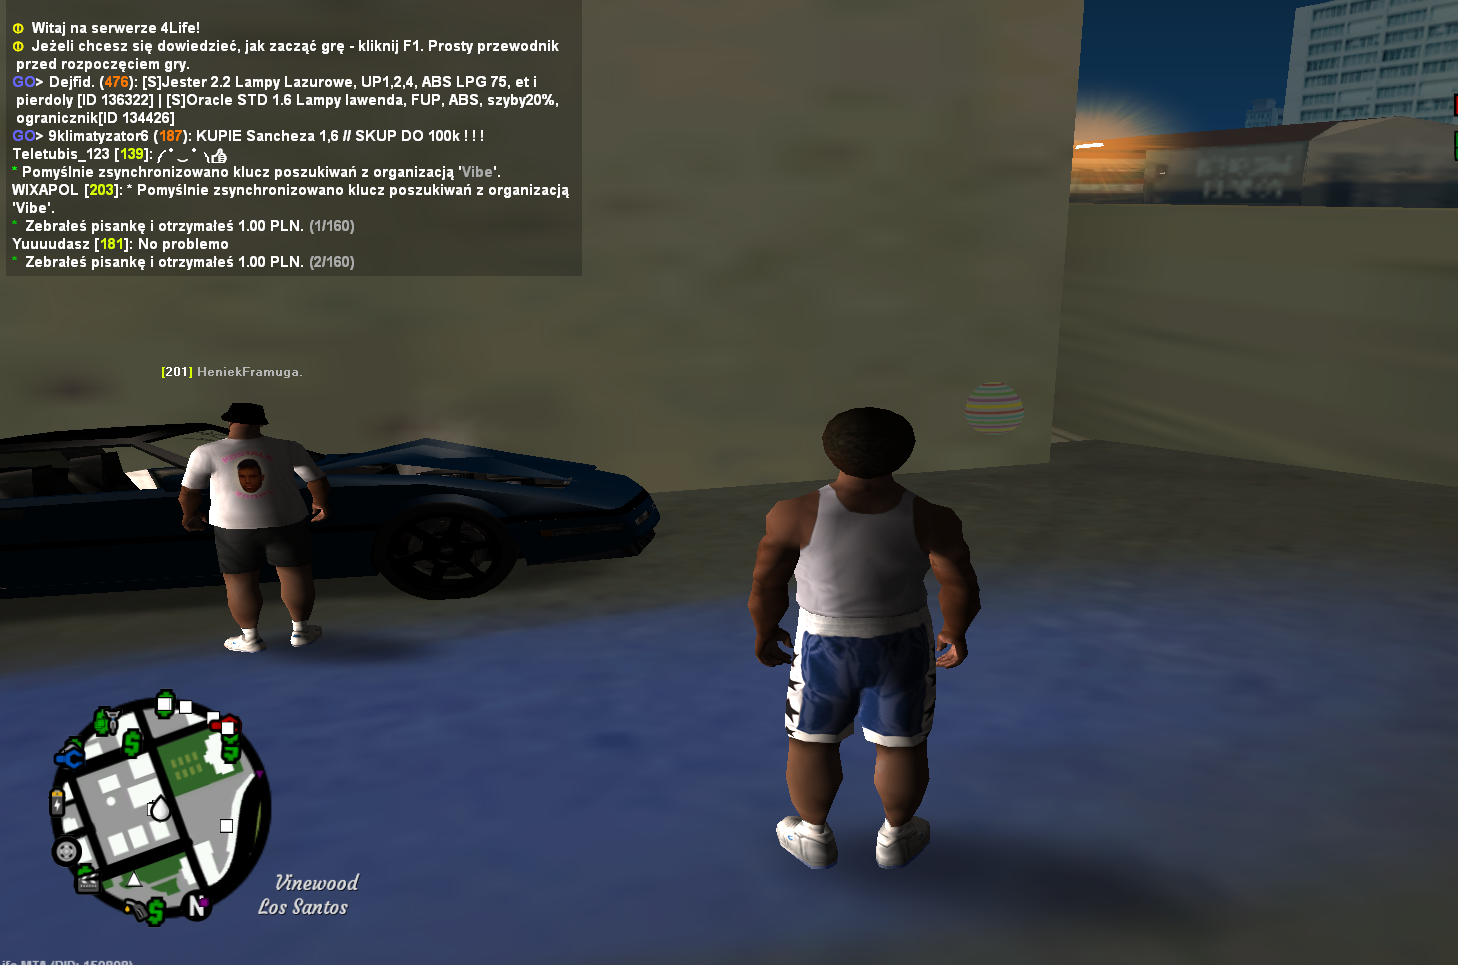 Witaj na serwerze 4Life!
Jeżeli chcesz się dowiedzieć, jak zacząć grę - kliknij F1. Prosty przewodnik
przed rozpoczęciem gry.
GO> Dejfid. (476): [S]Jester 2.2 Lampy Lazurowe, UP1,2,4, ABS LPG 75, et i
pierdoly [ID 136322] | [S]Oracle STD 1.6 Lampy lawenda, FUP, ABS, szyby20%,
ogranicznik[ID 134426]
GO> 9klimatyzator6 (187): KUPIE Sancheza 1,6 // SKUP DO 100k ! ! !
Teletubis_123 [139]:
* Pomyślnie zsynchronizowano klucz poszukiwań z organizacją 'Vibe'.
WIXAPOL [203]: * Pomyślnie zsynchronizowano klucz poszukiwań z organizacją
'Vibe'.
* Zebrałeś pisankę i otrzymałeś 1.00 PLN. (1/160)
Yuuuudasz [181]: No problemo
* Zebrałeś pisankę i otrzymałeś 1.00 PLN. (2/160)
[201] HeniekFramuga.
N
Vinewood
Los Santos